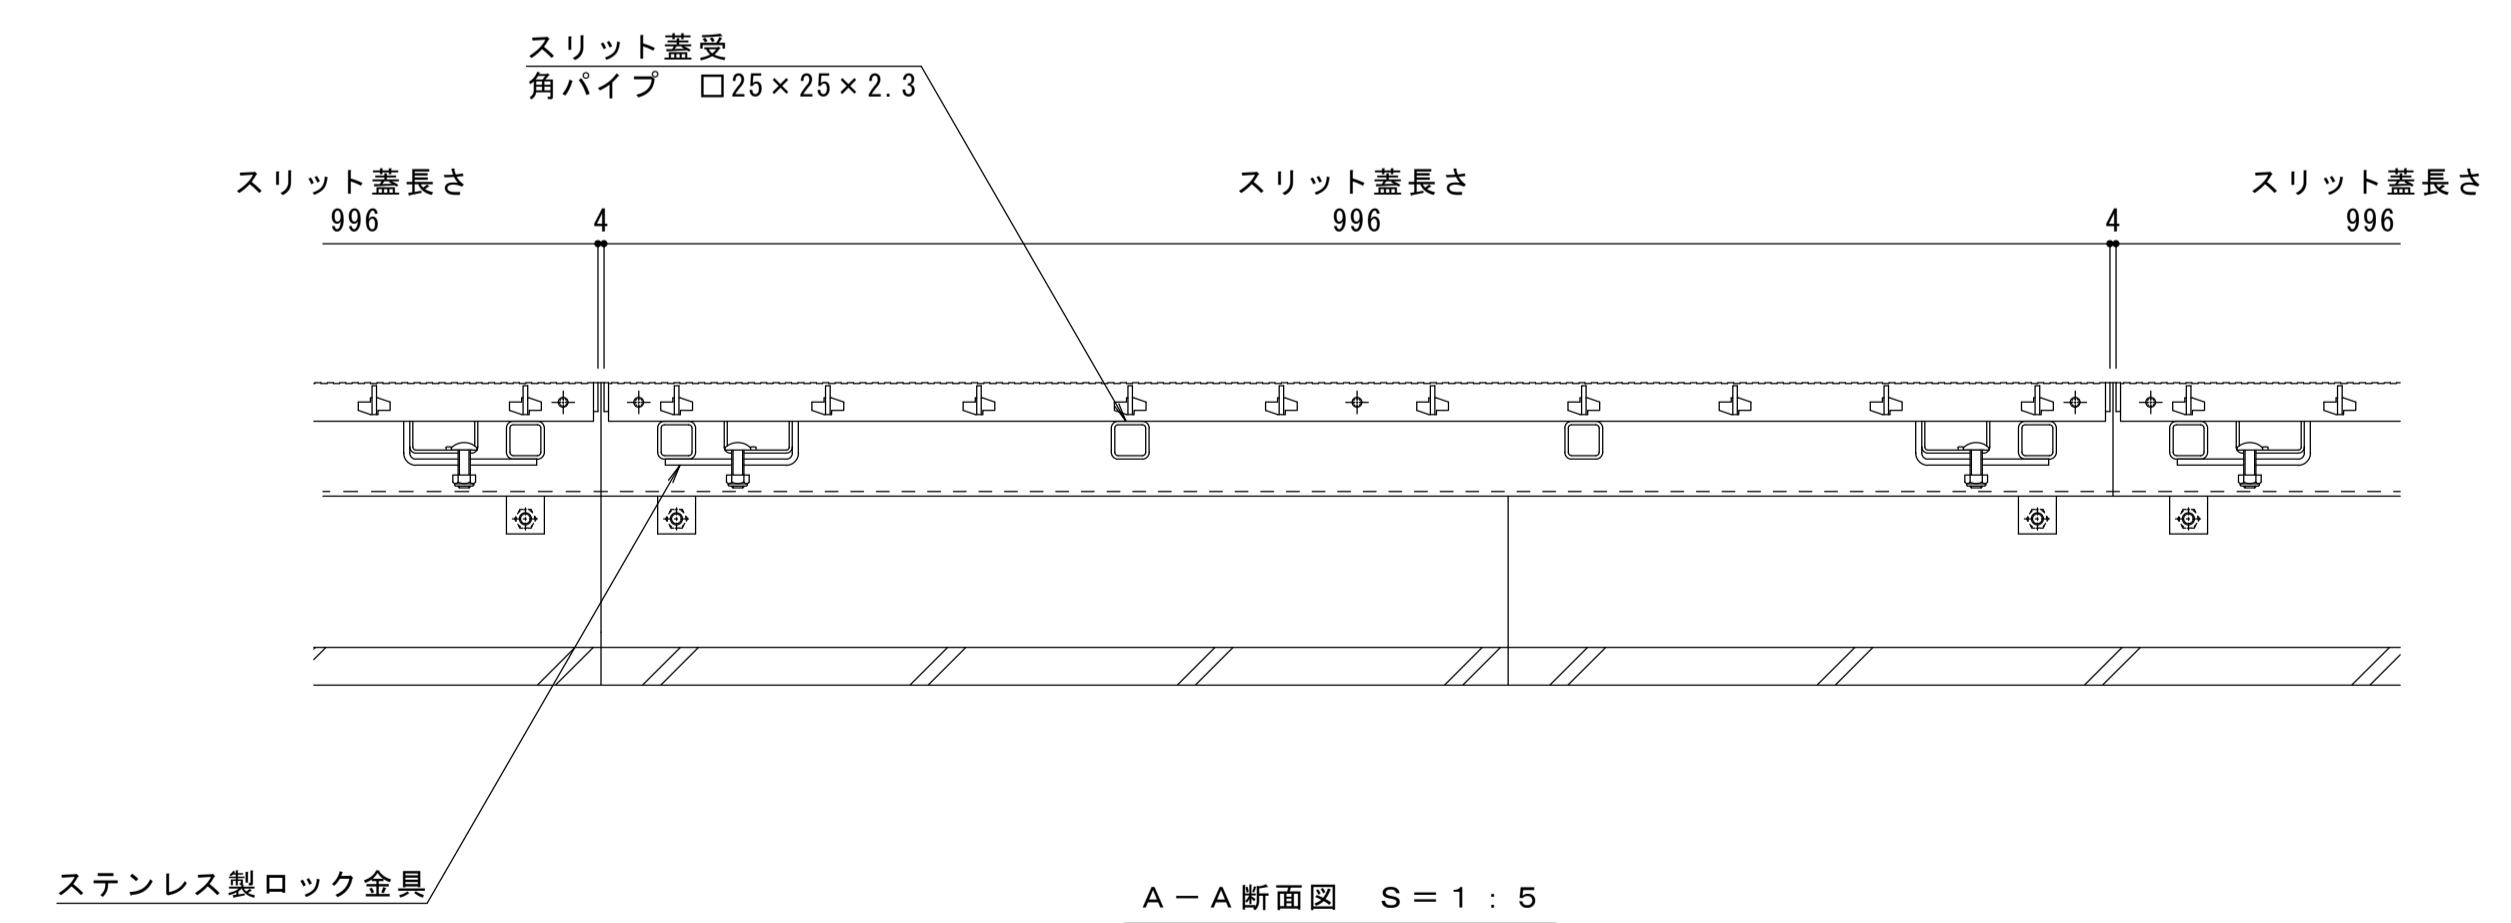 スリット蓋受
角パイプ　□25×25×2.3
スリット蓋長さ
996
4
スリット蓋長さ
996
4
スリット蓋長さ
996
ステンレス製ロック金具
A－A断面図　S＝1：5